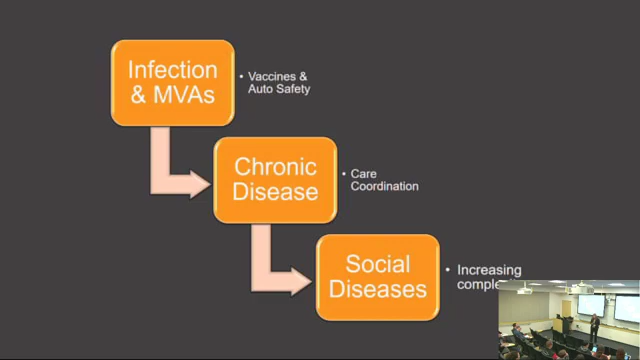 Infection
& MVAs
• Vaccines &
Auto Safety
Chronic
Disease
• Care
Coordination
Social
Diseases
• Increasing